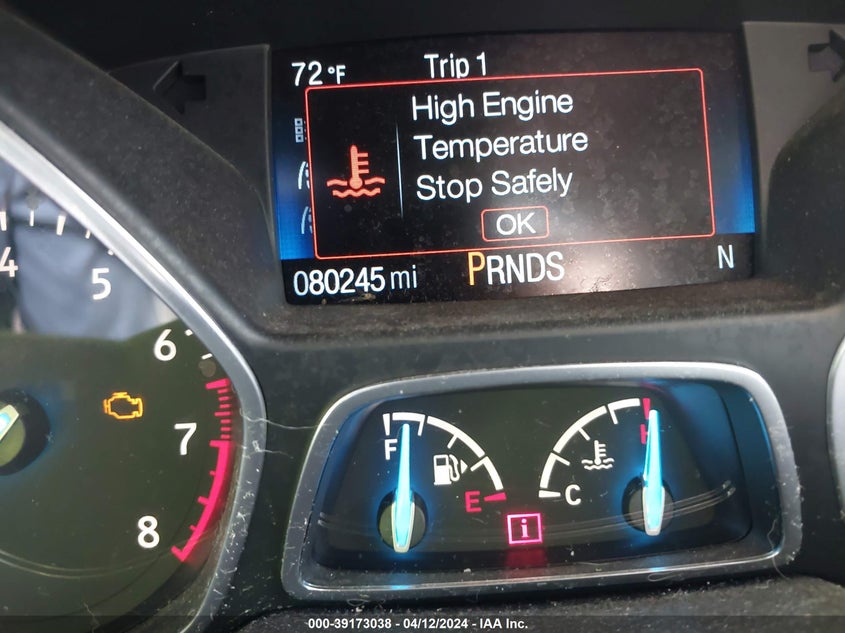 72 °F Trip 1
High Engine
Temperature
Stop Safely
OK
080245 mi PRNDS N
4
5
6
7
8
F
E
C
H
i
000-39173038 - 04/12/2024 - IAA Inc.